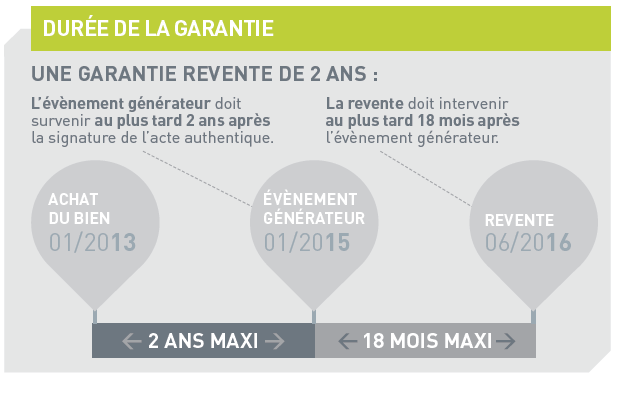 DURÉE DE LA GARANTIE
UNE GARANTIE REVENTE DE 2 ANS :
L'évènement générateur doit
survenir au plus tard 2 ans après
la signature de l'acte authentique.
La revente doit intervenir
au plus tard 18 mois après
l'évènement générateur.
ACHAT
DU BIEN
01/2013
ÉVÈNEMENT
GÉNÉRATEUR
01/2015
REVENTE
06/2016
2 ANS MAXI
18 MOIS MAXI